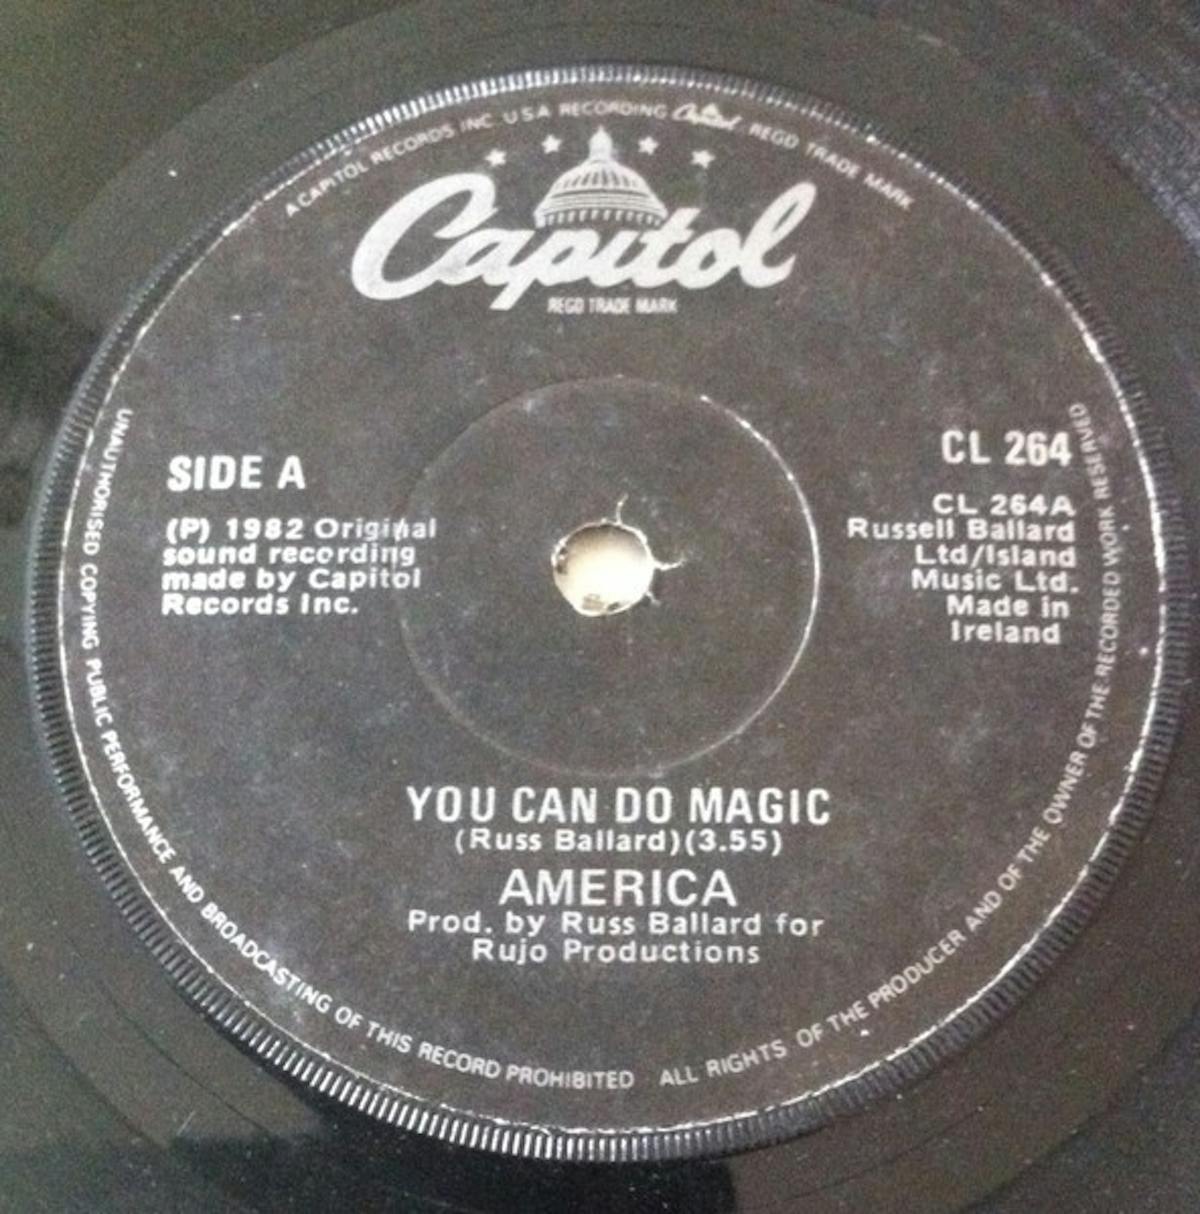 A CAPITOL RECORDS INC. U.S.A. RECORDING Capitol REGD TRADE MARK
Capitol
REGD TRADE MARK
SIDE A
(P) 1982 Original
sound recording
made by Capitol
Records Inc.
CL 264
CL 264A
Russell Ballard
Ltd/Island
Music Ltd.
Made in
Ireland
YOU CAN DO MAGIC
(Russ Ballard)(3.55)
AMERICA
Prod. by Russ Ballard for
Rujo Productions
UNAUTHORISED COPYING PUBLIC PERFORMANCE AND BROADCASTING OF THIS RECORD PROHIBITED ALL RIGHTS OF THE PRODUCER AND OF THE OWNER OF THE RECORDED WORK RESERVED